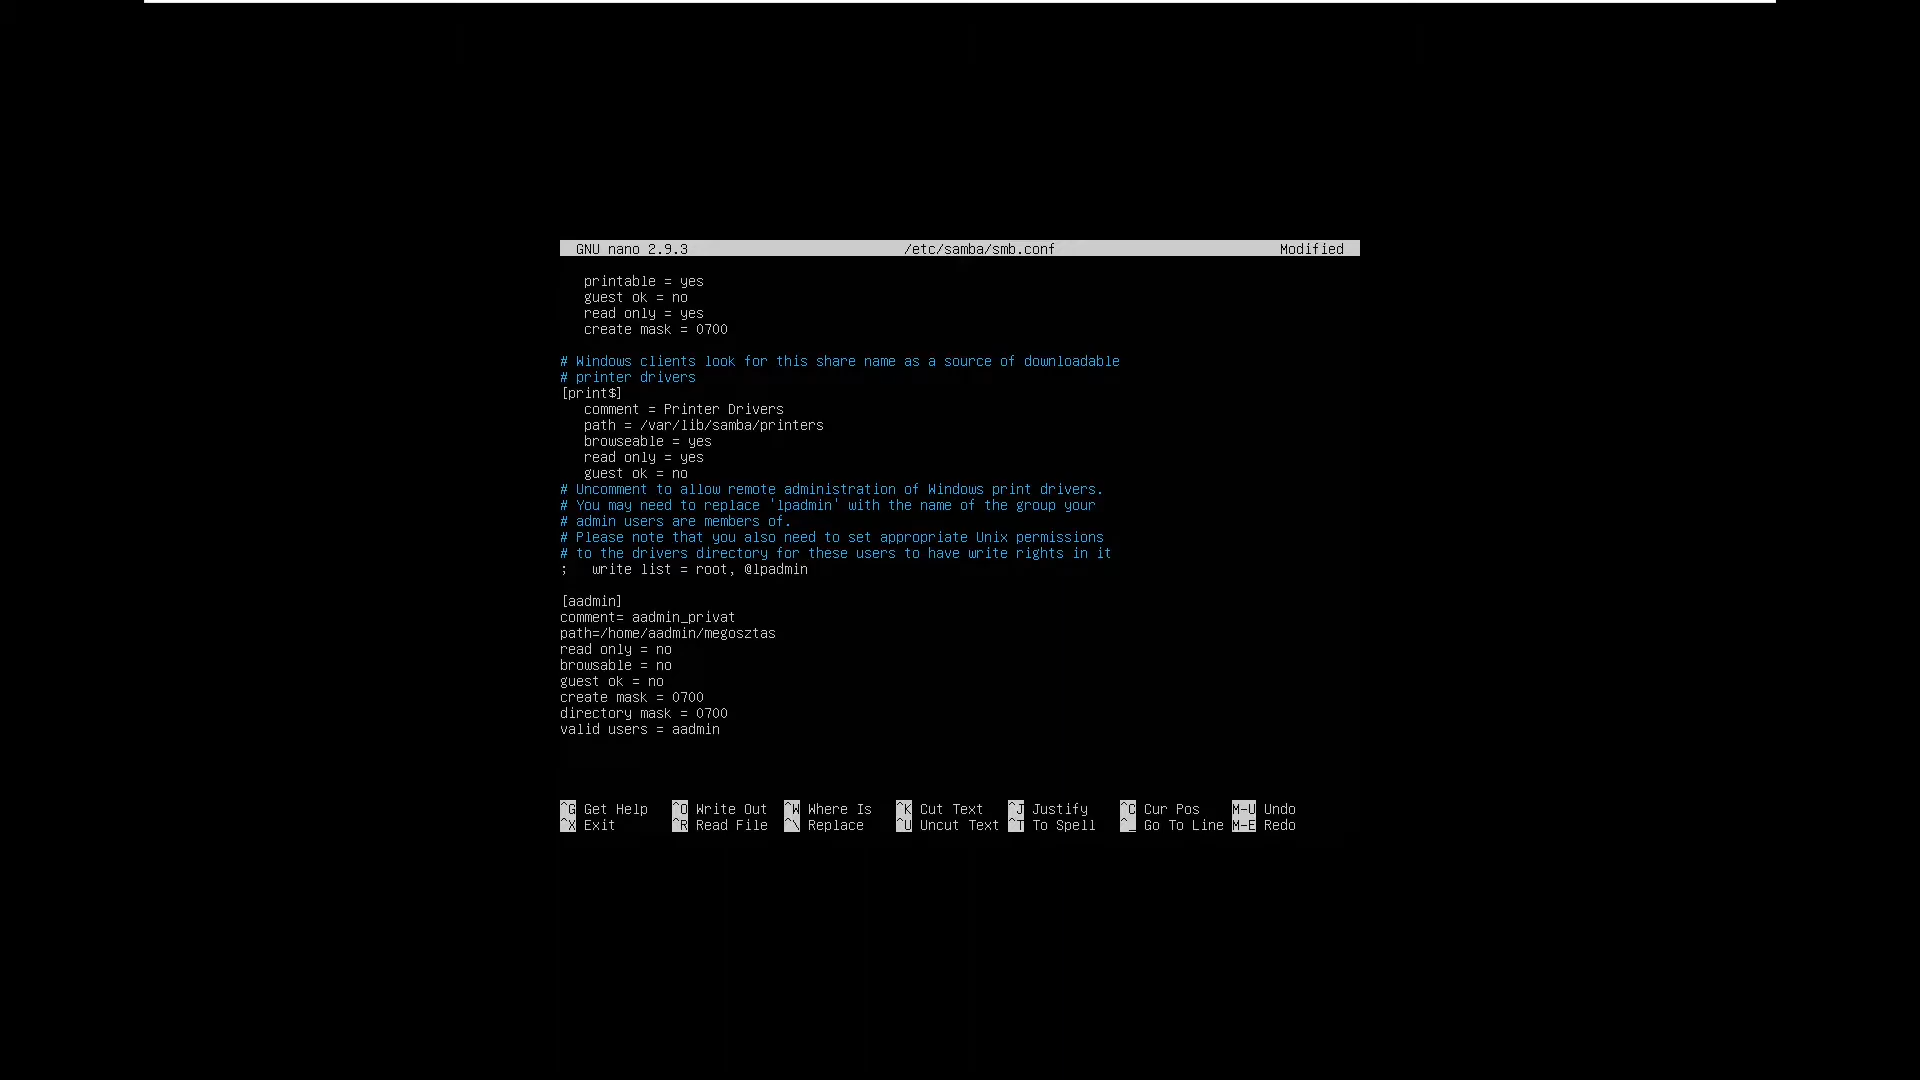 GNU nano 2.9.3 /etc/samba/smb.conf Modified
printable = yes
guest ok = no
read only = yes
create mask = 0700
# Windows clients look for this share name as a source of downloadable
# printer drivers
[print$]
comment = Printer Drivers
path = /var/lib/samba/printers
browseable = yes
read only = yes
guest ok = no
# Uncomment to allow remote administration of Windows print drivers.
# You may need to replace 'lpadmin' with the name of the group your
# admin users are members of.
# Please note that you also need to set appropriate Unix permissions
# to the drivers directory for these users to have write rights in it
;   write list = root, @lpadmin
[aadmin]
comment= aadmin_privat
path=/home/aadmin/megosztas
read only = no
browsable = no
guest ok = no
create mask = 0700
directory mask = 0700
valid users = aadmin
^G Get Help ^O Write Out ^W Where Is ^K Cut Text ^J Justify ^C Cur Pos M-U Undo
^X Exit ^R Read File ^\ Replace ^U Uncut Text ^T To Spell ^_ Go To Line M-E Redo